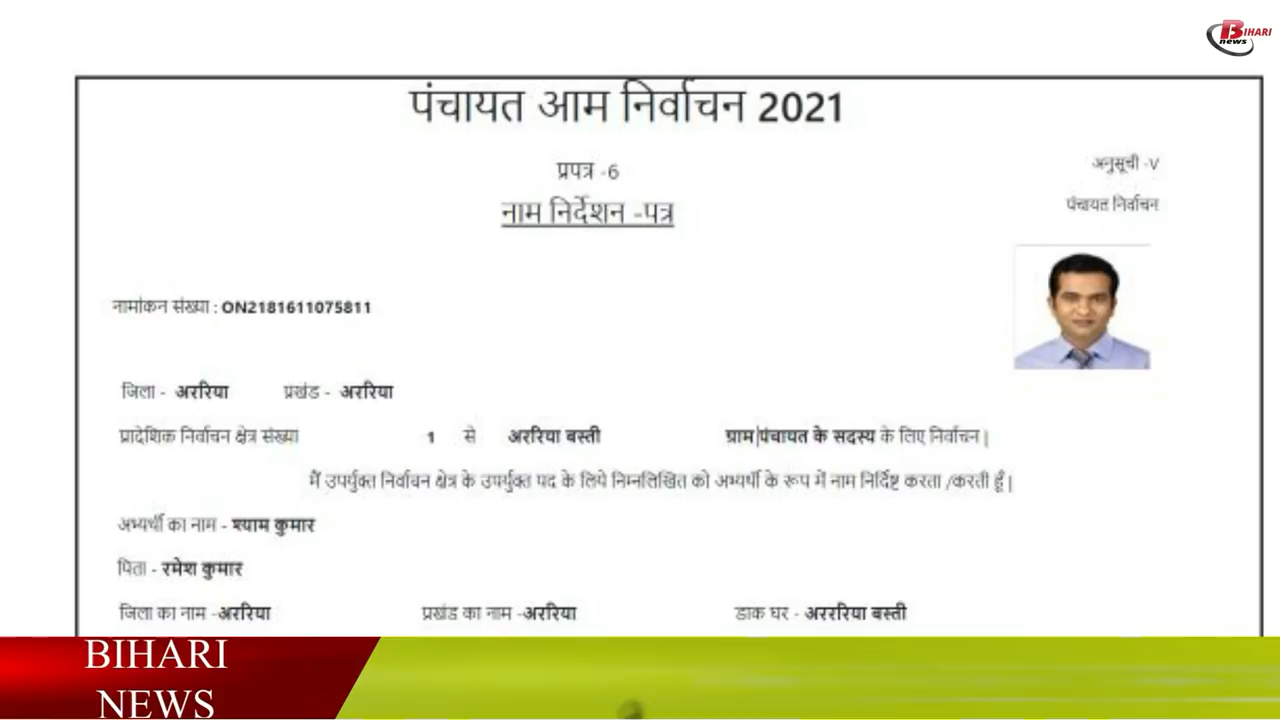 BIHARI
news
पंचायत आम निर्वाचन 2021
प्रपत्र -6
अनुसूची -V
नाम निर्देशन -पत्र
पंचायत निर्वाचन
नामांकन संख्या : ON2181611075811
जिला - अररिया प्रखंड - अररिया
प्रादेशिक निर्वाचन क्षेत्र संख्या 1 से अररिया बस्ती ग्राम पंचायत के सदस्य के लिए निर्वाचन |
मैं उपर्युक्त निर्वाचन क्षेत्र के उपर्युक्त पद के लिये निम्नलिखित को अभ्यर्थी के रूप में नाम निर्दिष्ट करता /करती हूँ |
अभ्यर्थी का नाम - श्याम कुमार
पिता - रमेश कुमार
जिला का नाम -अररिया प्रखंड का नाम -अररिया डाक घर - अरररिया बस्ती
BIHARI
NEWS